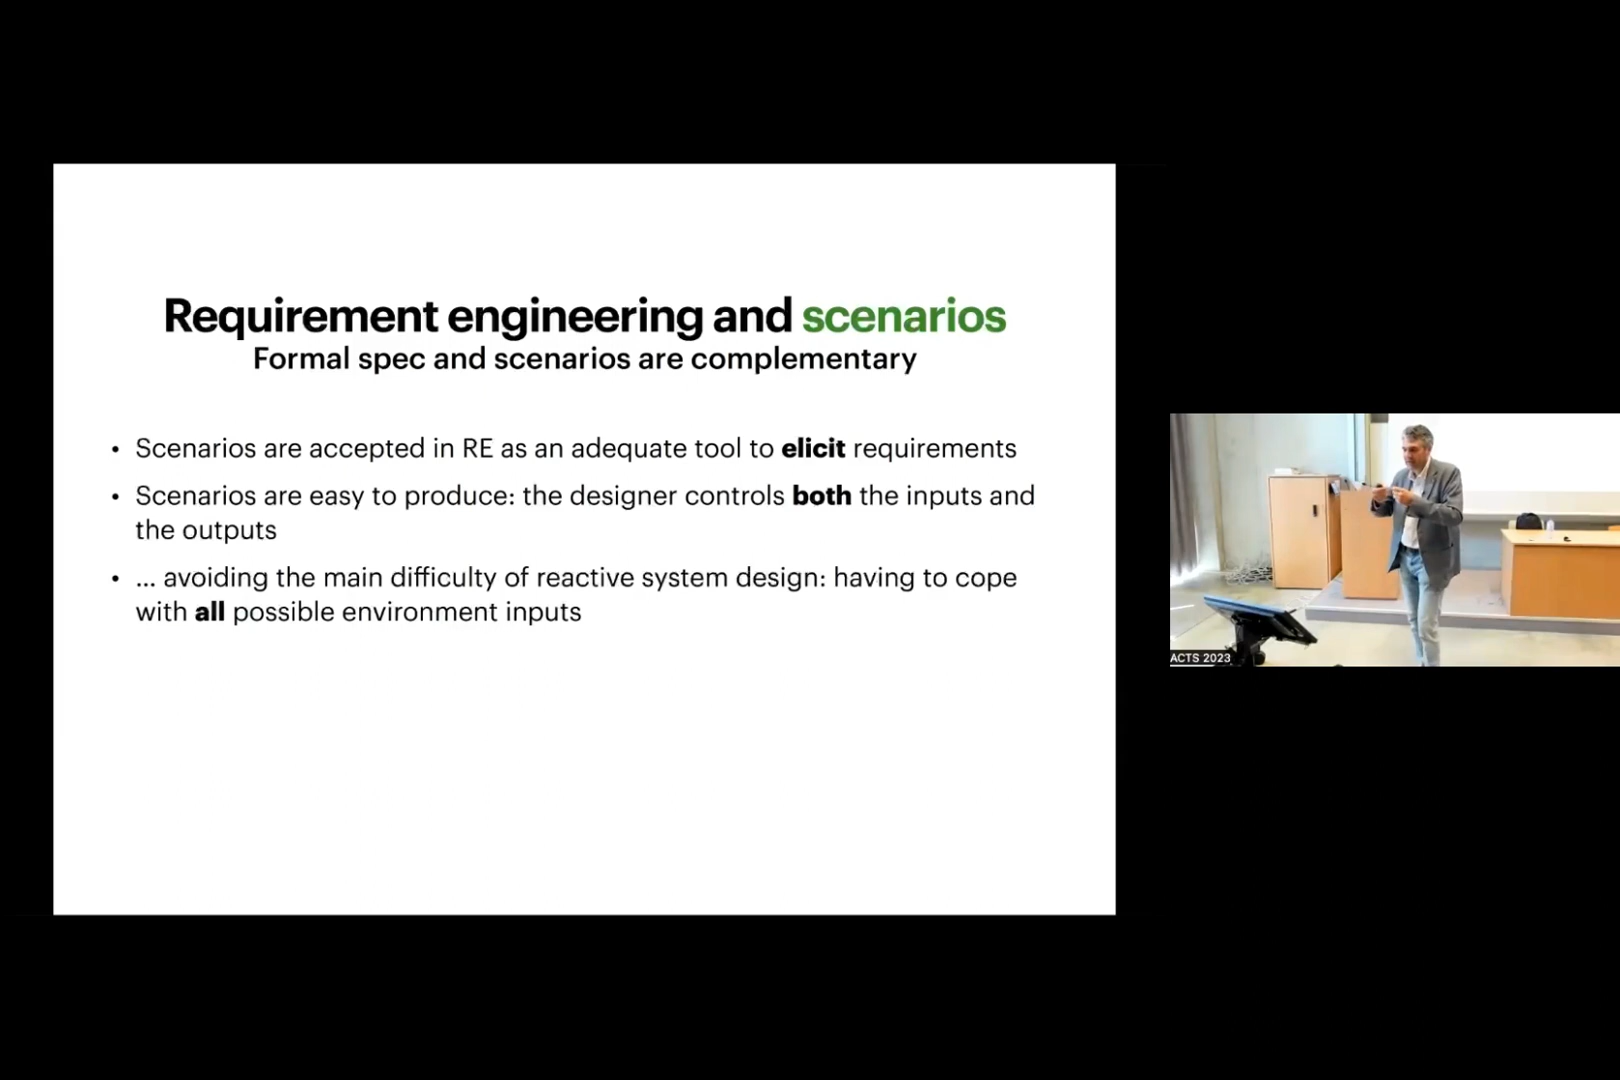 Requirement engineering and scenarios
Formal spec and scenarios are complementary
• Scenarios are accepted in RE as an adequate tool to elicit requirements
• Scenarios are easy to produce: the designer controls both the inputs and
the outputs
• ... avoiding the main difficulty of reactive system design: having to cope
with all possible environment inputs
ACTS 2023